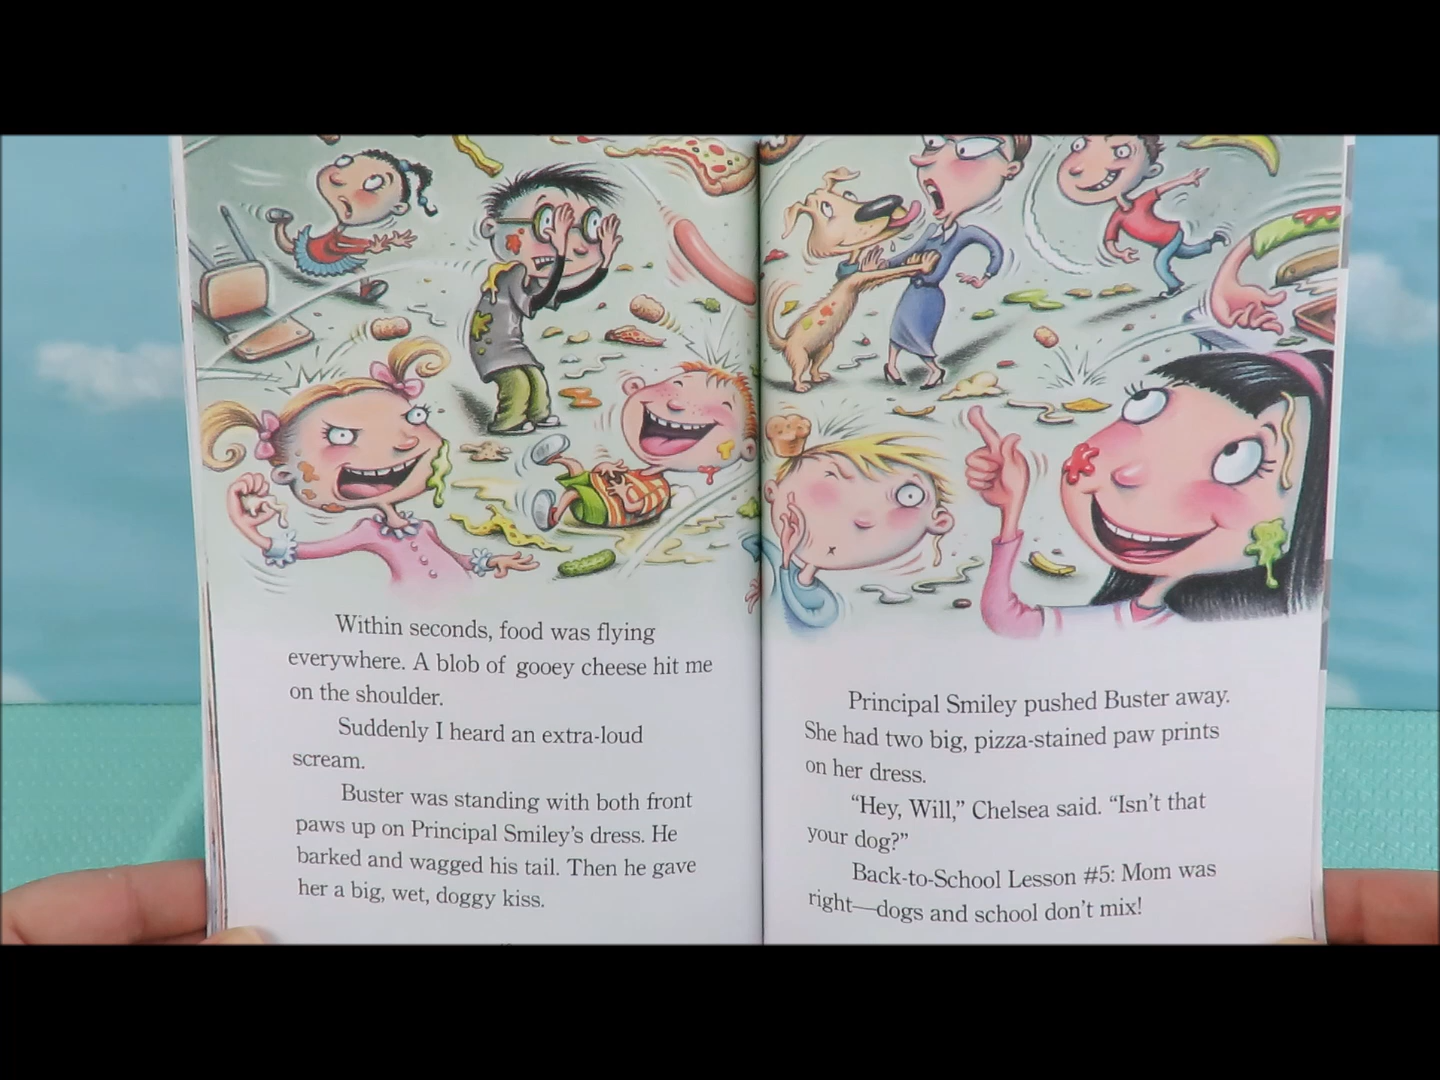 Within seconds, food was flying
everywhere. A blob of gooey cheese hit me
on the shoulder.
Suddenly I heard an extra-loud
scream.
Buster was standing with both front
paws up on Principal Smiley's dress. He
barked and wagged his tail. Then he gave
her a big, wet, doggy kiss.
Principal Smiley pushed Buster away.
She had two big, pizza-stained paw prints
on her dress.
“Hey, Will,” Chelsea said. “Isn't that
your dog?”
Back-to-School Lesson #5: Mom was
right—dogs and school don't mix!